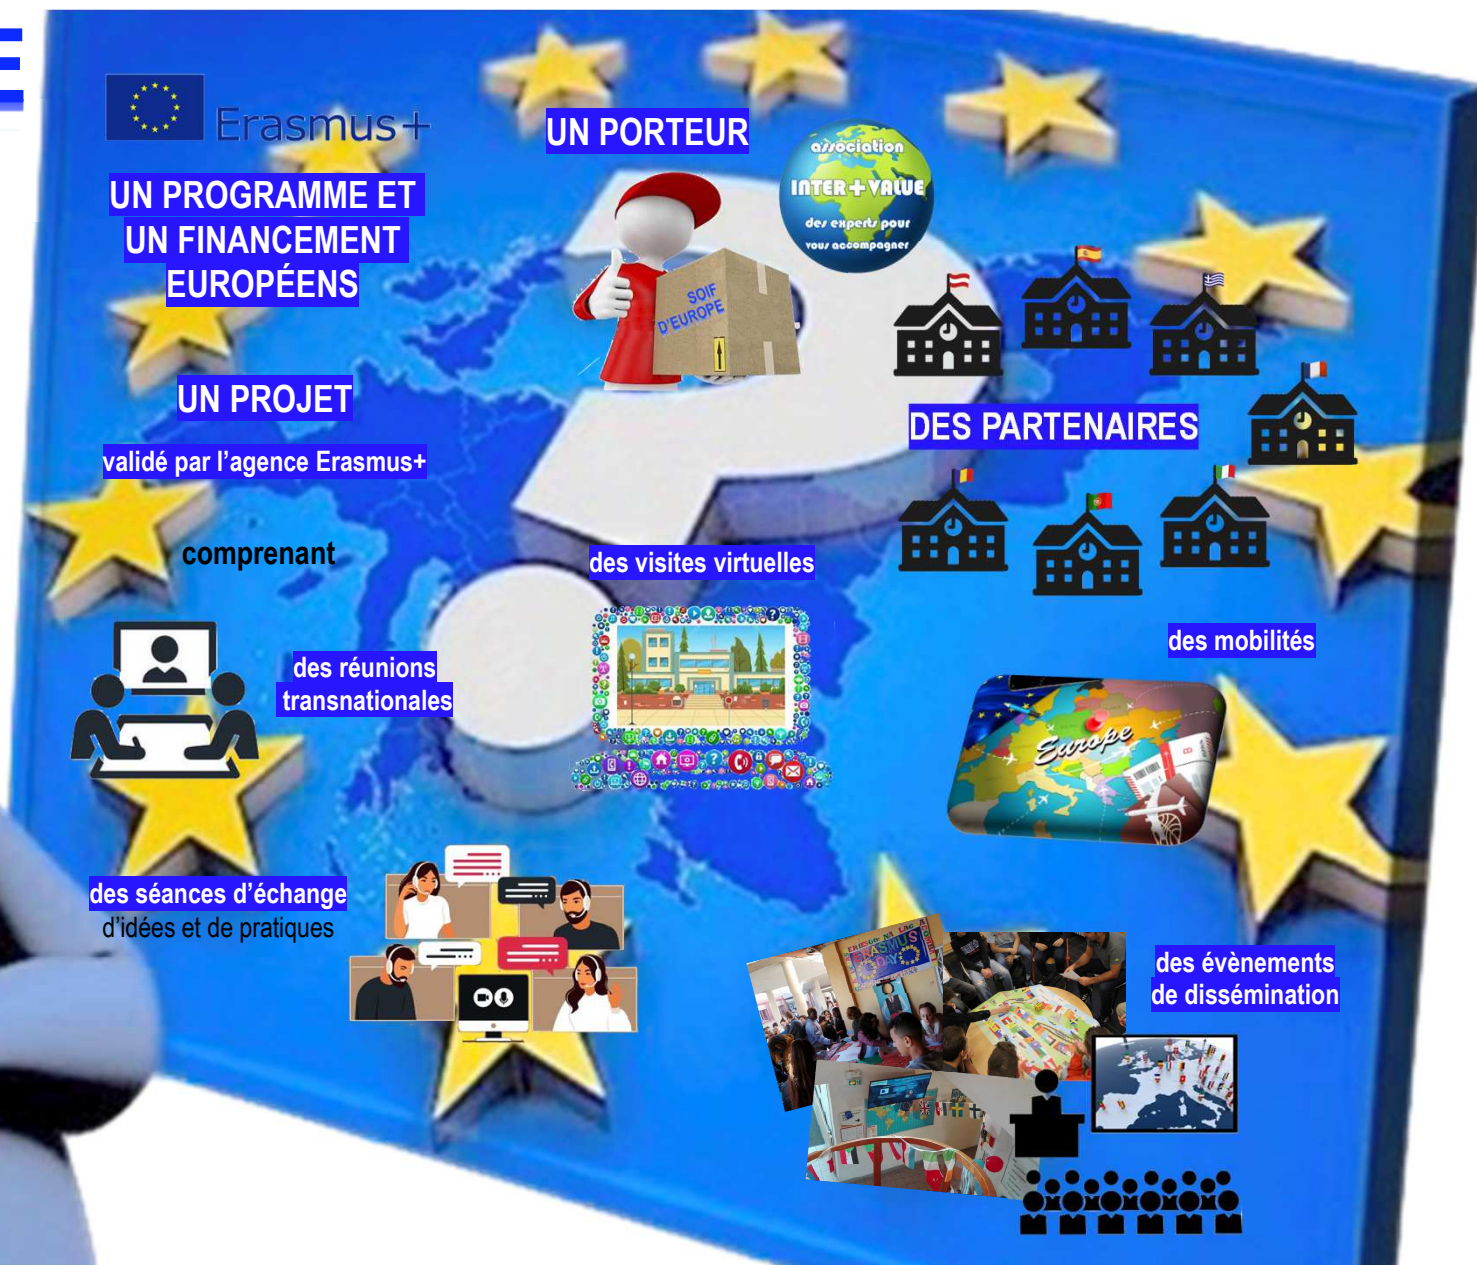 E
Erasmus+
UN PROGRAMME ET
UN FINANCEMENT
EUROPÉENS
UN PORTEUR
association
INTER+VALUE
des experts pour
vous accompagner
SOIF
D'EUROPE
UN PROJET
validé par l'agence Erasmus+
DES PARTENAIRES
comprenant
des réunions
transnationales
des visites virtuelles
des mobilités
Europe
des séances d'échange
d'idées et de pratiques
ERASMUS
DAY
des évènements
de dissémination